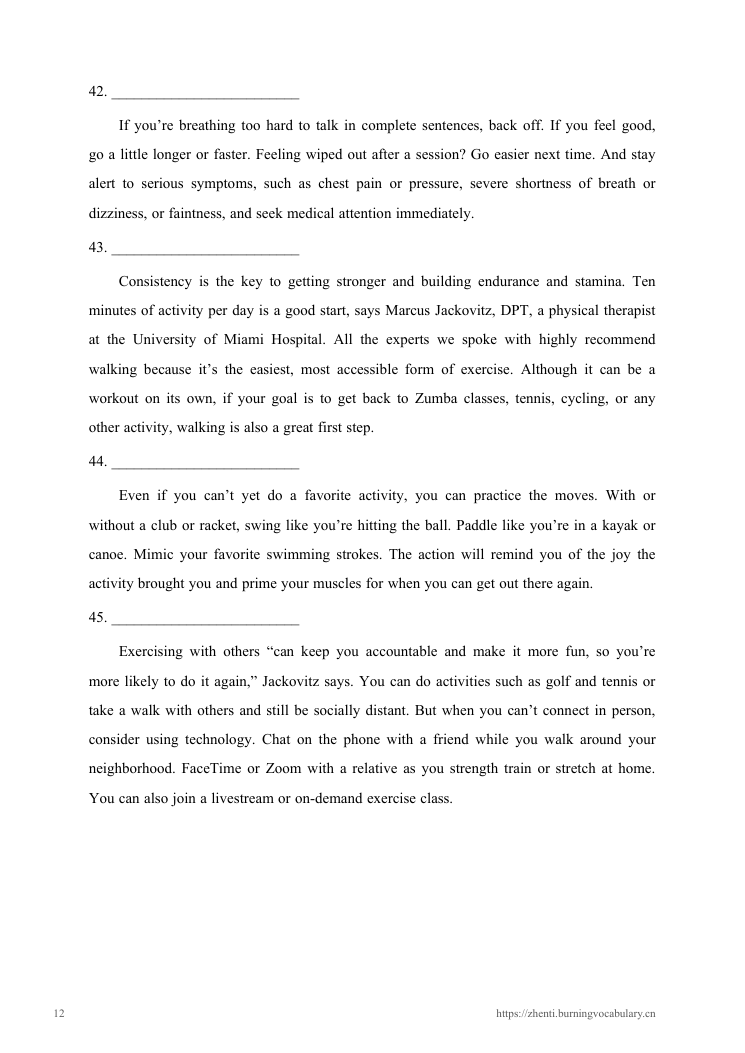 42. _________________________
If you’re breathing too hard to talk in complete sentences, back off. If you feel good,
go a little longer or faster. Feeling wiped out after a session? Go easier next time. And stay
alert to serious symptoms, such as chest pain or pressure, severe shortness of breath or
dizziness, or faintness, and seek medical attention immediately.
43. _________________________
Consistency is the key to getting stronger and building endurance and stamina. Ten
minutes of activity per day is a good start, says Marcus Jackovitz, DPT, a physical therapist
at the University of Miami Hospital. All the experts we spoke with highly recommend
walking because it’s the easiest, most accessible form of exercise. Although it can be a
workout on its own, if your goal is to get back to Zumba classes, tennis, cycling, or any
other activity, walking is also a great first step.
44. _________________________
Even if you can’t yet do a favorite activity, you can practice the moves. With or
without a club or racket, swing like you’re hitting the ball. Paddle like you’re in a kayak or
canoe. Mimic your favorite swimming strokes. The action will remind you of the joy the
activity brought you and prime your muscles for when you can get out there again.
45. _________________________
Exercising with others “can keep you accountable and make it more fun, so you’re
more likely to do it again,” Jackovitz says. You can do activities such as golf and tennis or
take a walk with others and still be socially distant. But when you can’t connect in person,
consider using technology. Chat on the phone with a friend while you walk around your
neighborhood. FaceTime or Zoom with a relative as you strength train or stretch at home.
You can also join a livestream or on-demand exercise class.
12 https://zhenti.burningvocabulary.cn